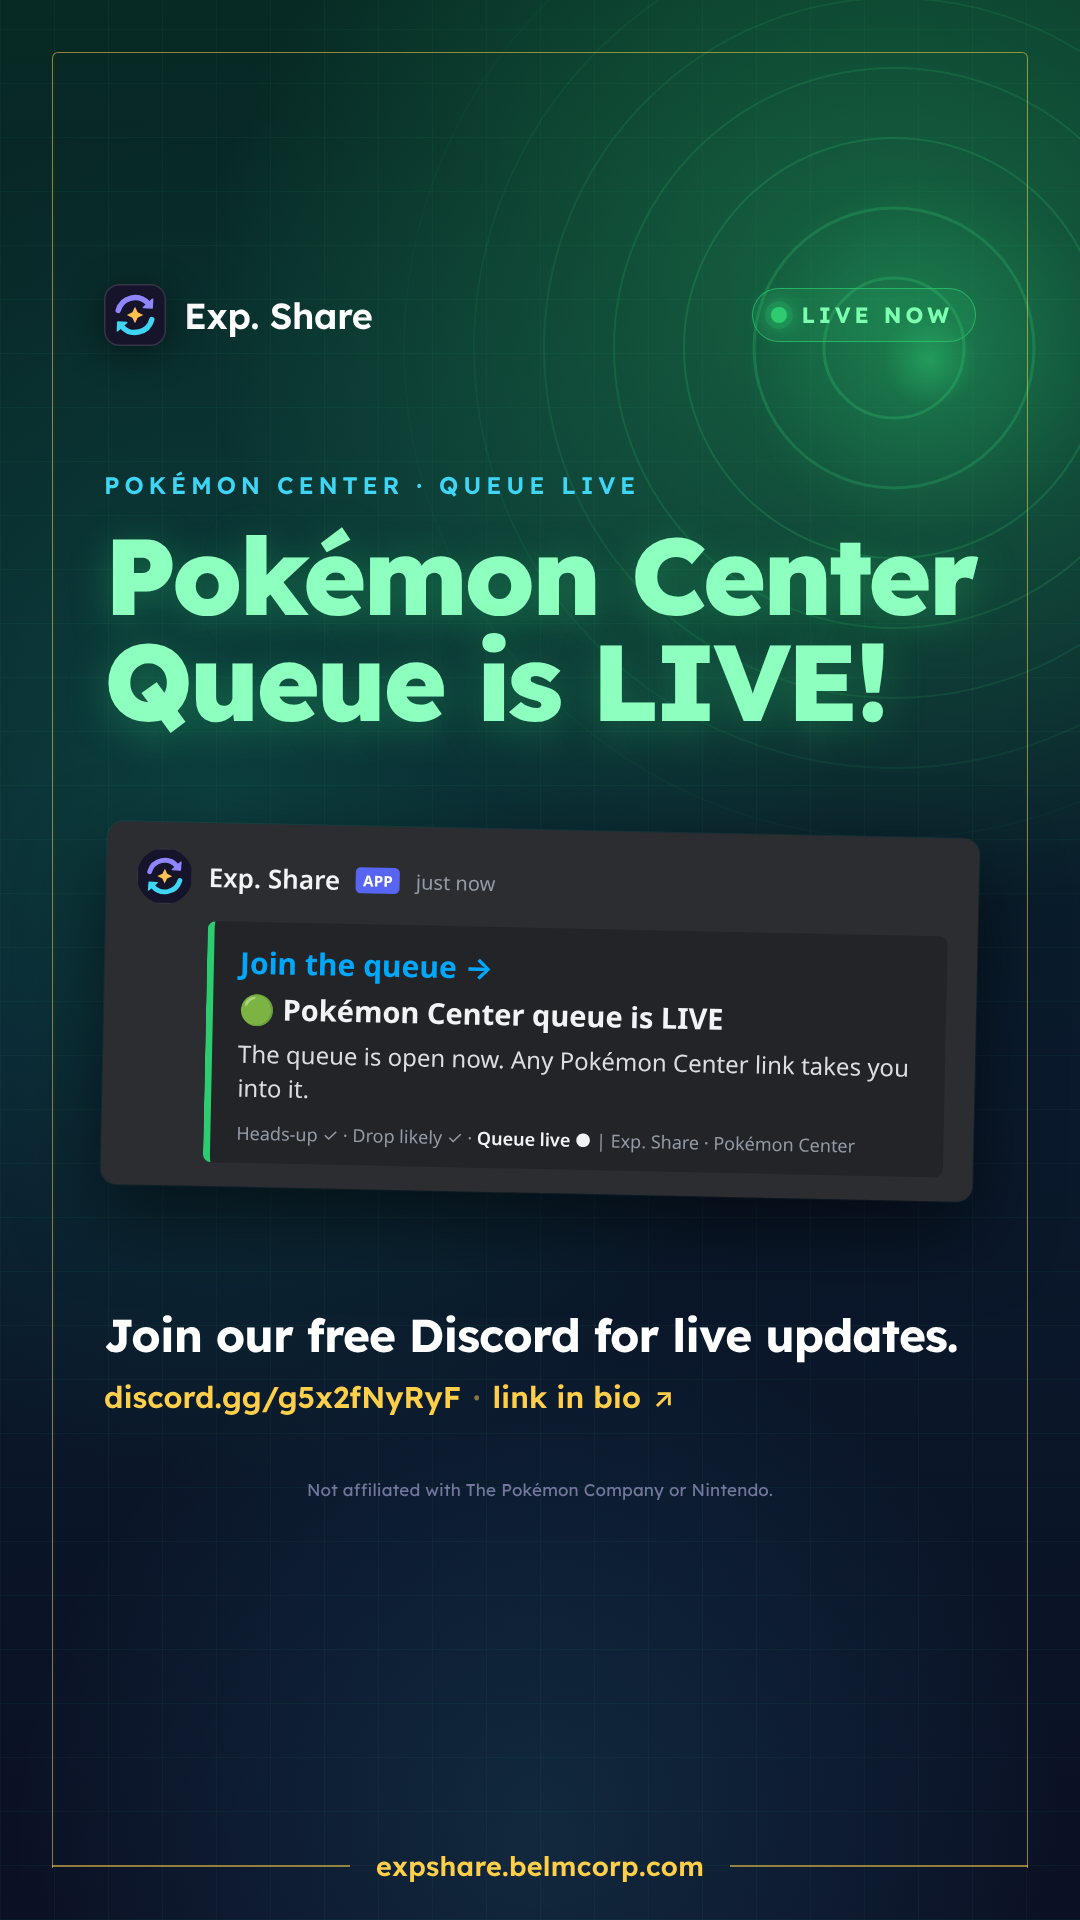 Exp. Share
LIVE NOW
POKÉMON CENTER · QUEUE LIVE
Pokémon Center
Queue is LIVE!
Exp. Share APP just now
Join the queue →
🟢 Pokémon Center queue is LIVE
The queue is open now. Any Pokémon Center link takes you
into it.
Heads-up ✓ · Drop likely ✓ · Queue live ● | Exp. Share · Pokémon Center
Join our free Discord for live updates.
discord.gg/g5x2fNyRyF · link in bio ↗
Not affiliated with The Pokémon Company or Nintendo.
expshare.belmcorp.com